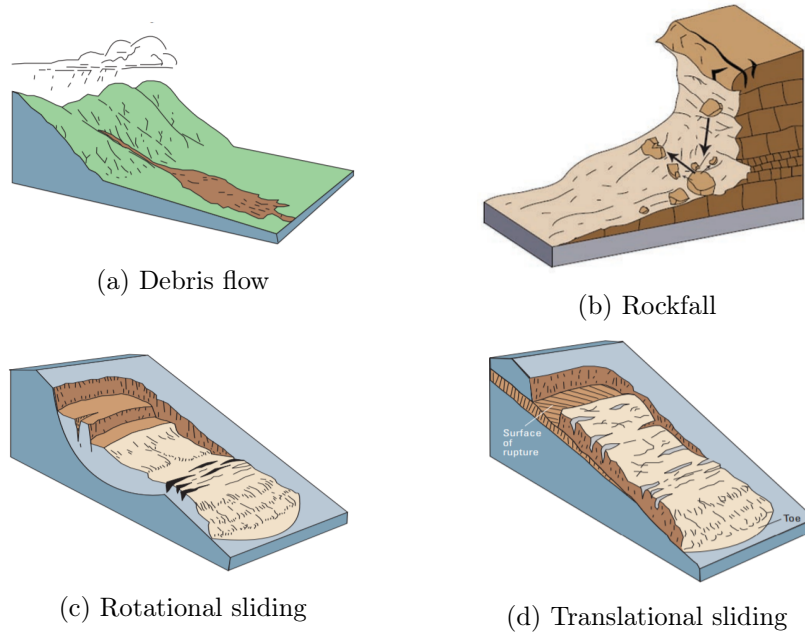 (a) Debris flow
(b) Rockfall
Surface
of
rupture
Toe
(c) Rotational sliding
(d) Translational sliding